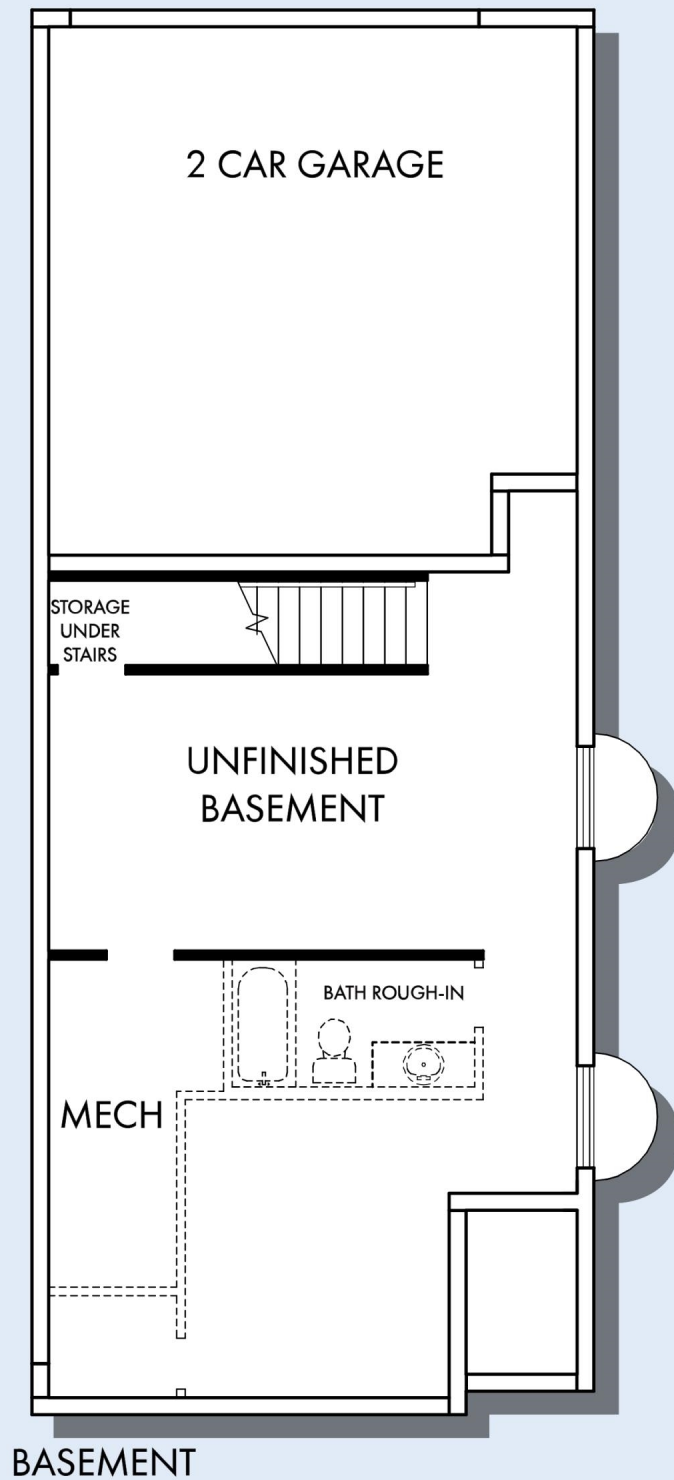 2 CAR GARAGE
STORAGE
UNDER
STAIRS
UNFINISHED
BASEMENT
BATH ROUGH-IN
MECH
BASEMENT